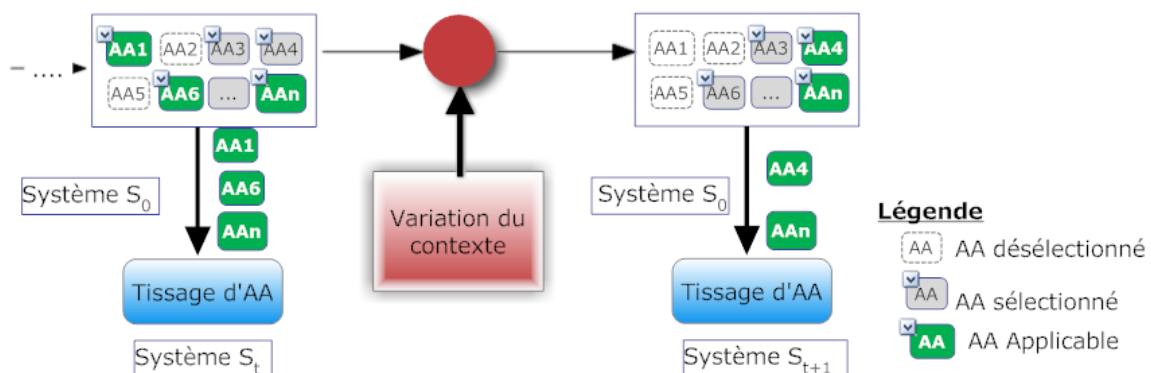 AA1 AA2 AA3 AA4
AA5 AA6 ... AAn
– ....
AA1
AA6
AAn
Système S0
Tissage d'AA
Système St
Variation du
contexte
AA1 AA2 AA3 AA4
AA5 AA6 ... AAn
AA4
AAn
Système S0
Tissage d'AA
Système St+1
Légende
AA AA désélectionné
AA AA sélectionné
AA AA Applicable